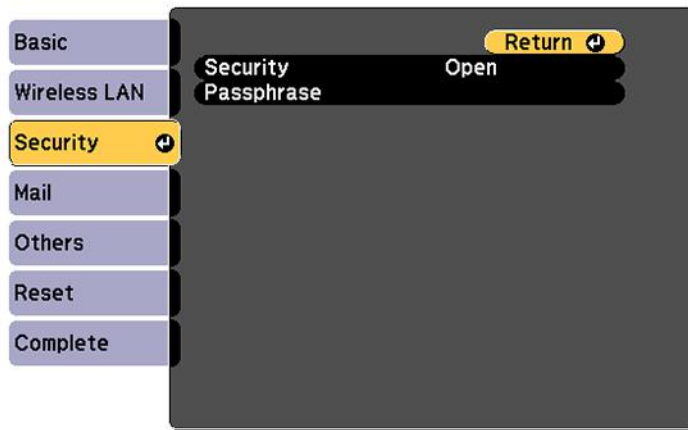 Basic
Wireless LAN
Security
Mail
Others
Reset
Complete
Return
Security Open
Passphrase